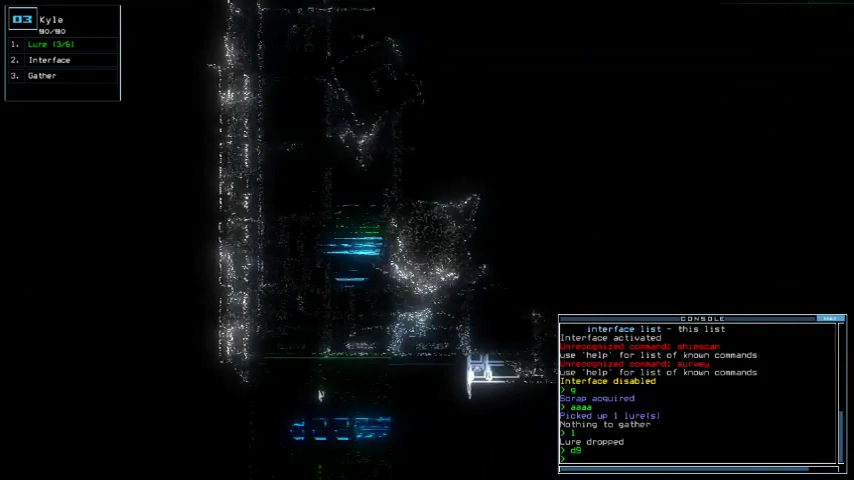 03 Kyle
90/90
1. Lure (3/6)
2. Interface
3. Gather
CONSOLE
interface list - this list
Interface activated
Unrecognized command: shipscan
use 'help' for list of known commands
Unrecognized command: survey
use 'help' for list of known commands
Interface disabled
> g
Scrap acquired
> aaaa
Picked up 1 lure(s)
Nothing to gather
> l
Lure dropped
> d9
>